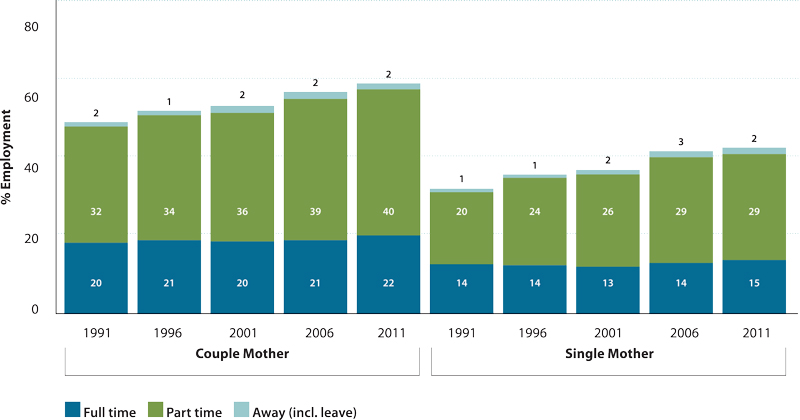 80
60
40
20
0
% Employment
2 1 2 2 2 1 1 2 3 2
32 34 36 39 40 20 24 26 29 29
20 21 20 21 22 14 14 13 14 15
1991 1996 2001 2006 2011 1991 1996 2001 2006 2011
Couple Mother Single Mother
Full time Part time Away (incl. leave)